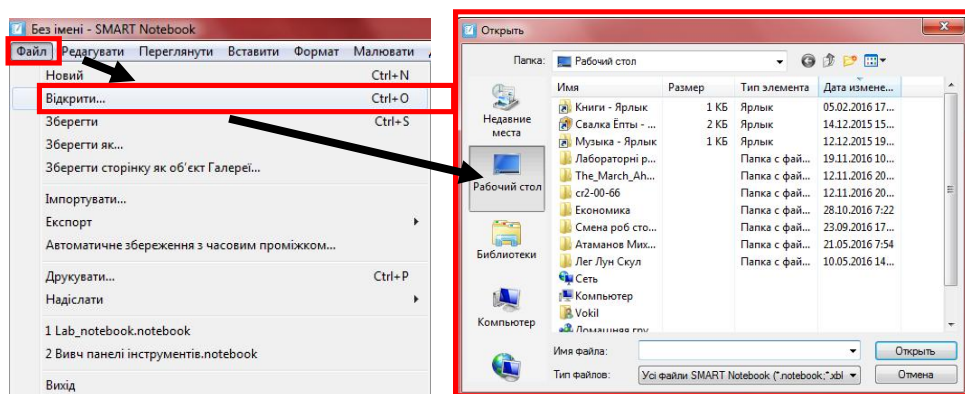 Без імені - SMART Notebook
Файл Редагувати Переглянути Вставити Формат Малювати
Новий Ctrl+N
Відкрити... Ctrl+O
Зберегти Ctrl+S
Зберегти як...
Зберегти сторінку як об'єкт Галереї...
Імпортувати...
Експорт
Автоматичне збереження з часовим проміжком...
Друкувати... Ctrl+P
Надіслати
1 Lab_notebook.notebook
2 Вивч панелі інструментів.notebook
Вихід
Открыть
Папка: Рабочий стол
Недавние места
Рабочий стол
Библиотеки
Компьютер
Имя Размер Тип элемента Дата измене...
Книги - Ярлык 1 КБ Ярлык 05.02.2016 17...
Свалка Епты - ... 2 КБ Ярлык 14.12.2015 15...
Музыка - Ярлык 1 КБ Ярлык 12.12.2015 19...
Лабораторні р... Папка с фай... 19.11.2016 10...
The_March_Ah... Папка с фай... 12.11.2016 20...
cr2-00-66 Папка с фай... 12.11.2016 20...
Економика Папка с фай... 28.10.2016 7:22
Смена роб сто... Папка с фай... 23.09.2016 17...
Атаманов Мих... Папка с фай... 21.05.2016 7:54
Лег Лун Скул Папка с фай... 10.05.2016 14...
Сеть
Компьютер
Vokil
Домашняя гру
Имя файла: Открыть
Тип файлов: Усі файли SMART Notebook (*.notebook;*.xbl Отмена